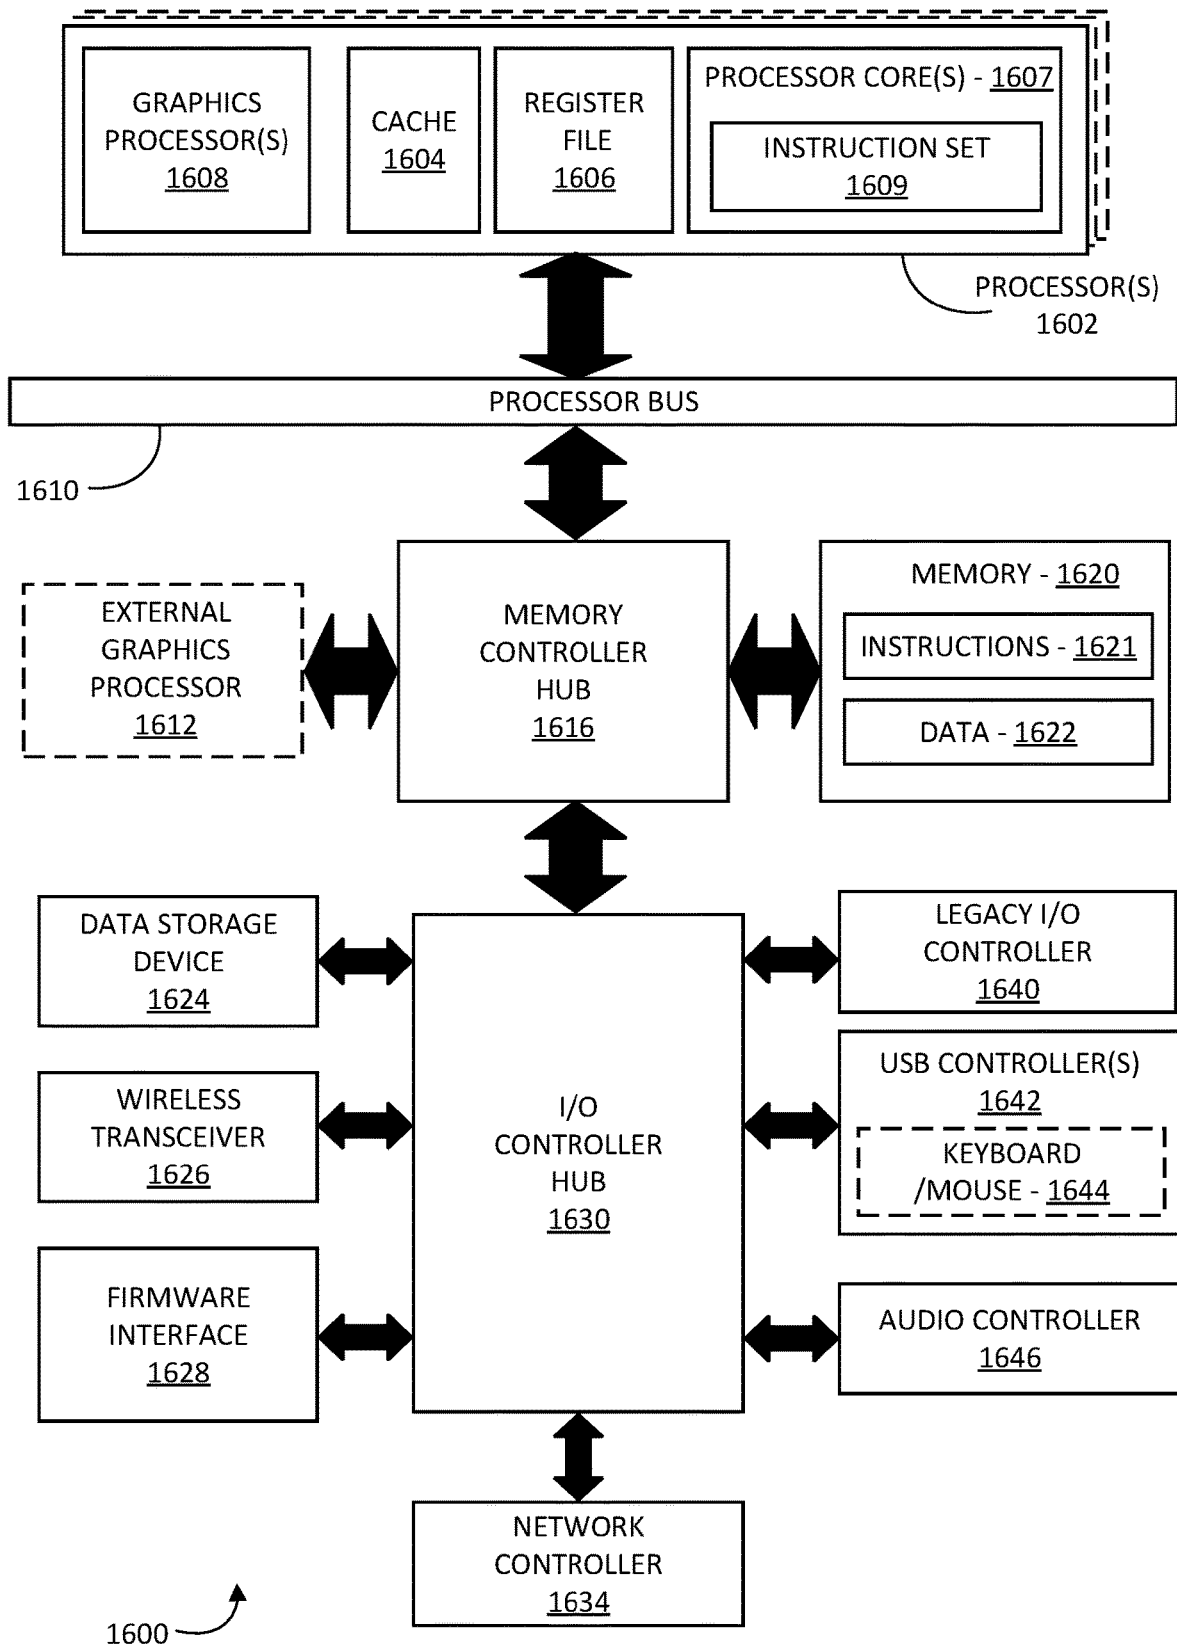 GRAPHICS
PROCESSOR(S)
1608
CACHE
1604
REGISTER
FILE
1606
PROCESSOR CORE(S) - 1607
INSTRUCTION SET
1609
PROCESSOR(S)
1602
PROCESSOR BUS
1610
EXTERNAL
GRAPHICS
PROCESSOR
1612
MEMORY
CONTROLLER
HUB
1616
MEMORY - 1620
INSTRUCTIONS - 1621
DATA - 1622
DATA STORAGE
DEVICE
1624
WIRELESS
TRANSCEIVER
1626
FIRMWARE
INTERFACE
1628
I/O
CONTROLLER
HUB
1630
LEGACY I/O
CONTROLLER
1640
USB CONTROLLER(S)
1642
KEYBOARD
/MOUSE - 1644
AUDIO CONTROLLER
1646
NETWORK
CONTROLLER
1634
1600